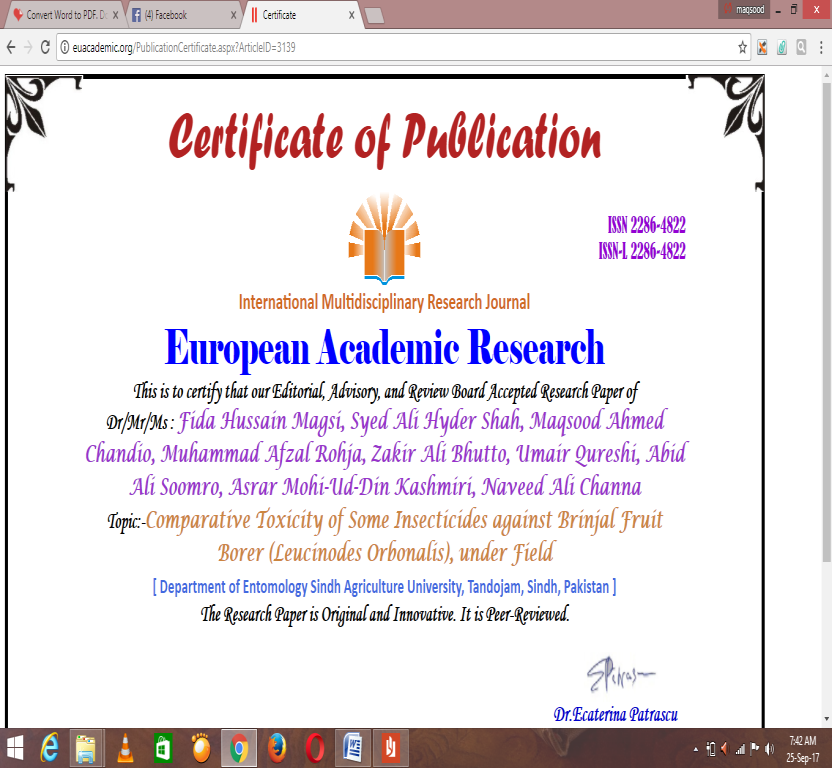 Convert Word to PDF. D
(4) Facebook
Certificate
maqsood
euacademic.org/PublicationCertificate.aspx?ArticleID=3139
Certificate of Publication
ISSN 2286-4822
ISSN-L 2286-4822
International Multidisciplinary Research Journal
European Academic Research
This is to certify that our Editorial, Advisory, and Review Board Accepted Research Paper of
Dr/Mr/Ms : Fida Hussain Magsi, Syed Ali Hyder Shah, Maqsood Ahmed
Chandio, Muhammad Afzal Rohja, Zakir Ali Bhutto, Umair Qureshi, Abid
Ali Soomro, Asrar Mohi-Ud-Din Kashmiri, Naveed Ali Channa
Topic:-Comparative Toxicity of Some Insecticides against Brinjal Fruit
Borer (Leucinodes Orbonalis), under Field
[ Department of Entomology Sindh Agriculture University, Tandojam, Sindh, Pakistan ]
The Research Paper is Original and Innovative. It is Peer-Reviewed.
Dr.Ecaterina Patrascu
7:42 AM
25-Sep-17